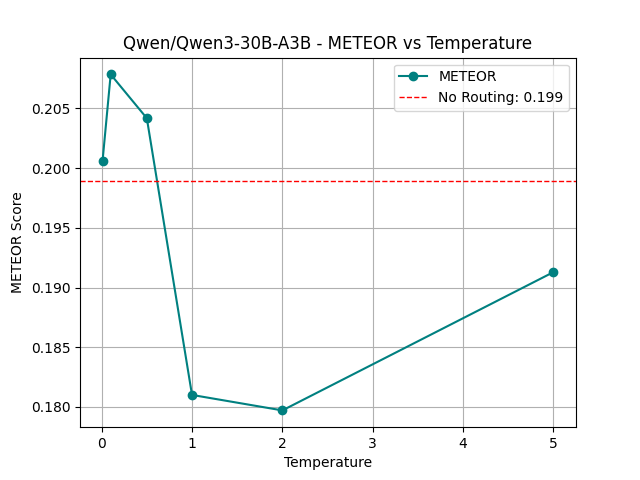 Qwen/Qwen3-30B-A3B - METEOR vs Temperature
METEOR
No Routing: 0.199
METEOR Score
0.205
0.200
0.195
0.190
0.185
0.180
0
1
2
3
4
5
Temperature